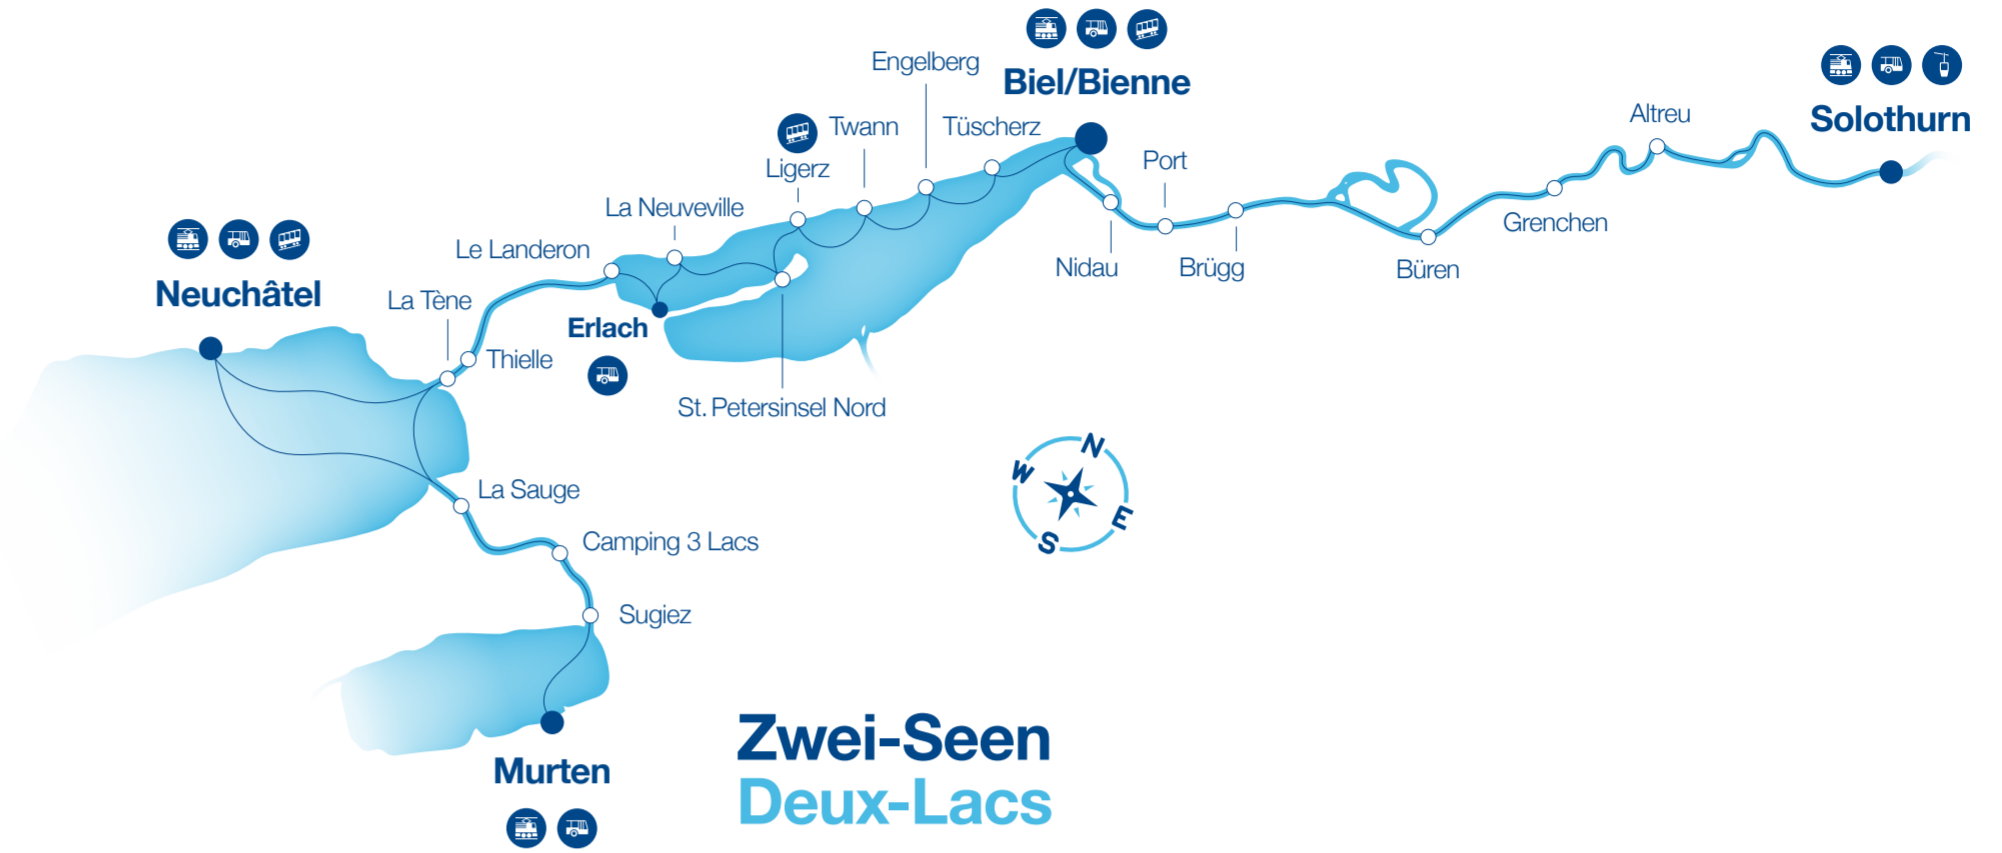 Engelberg
Biel/Bienne
Solothurn
Altreu
Twann
Tüscherz
Port
Ligerz
La Neuveville
Grenchen
Le Landeron
Nidau
Brügg
Büren
Neuchâtel
La Tène
Erlach
Thielle
St. Petersinsel Nord
N
W
E
S
La Sauge
Camping 3 Lacs
Sugiez
Murten
Zwei-Seen
Deux-Lacs